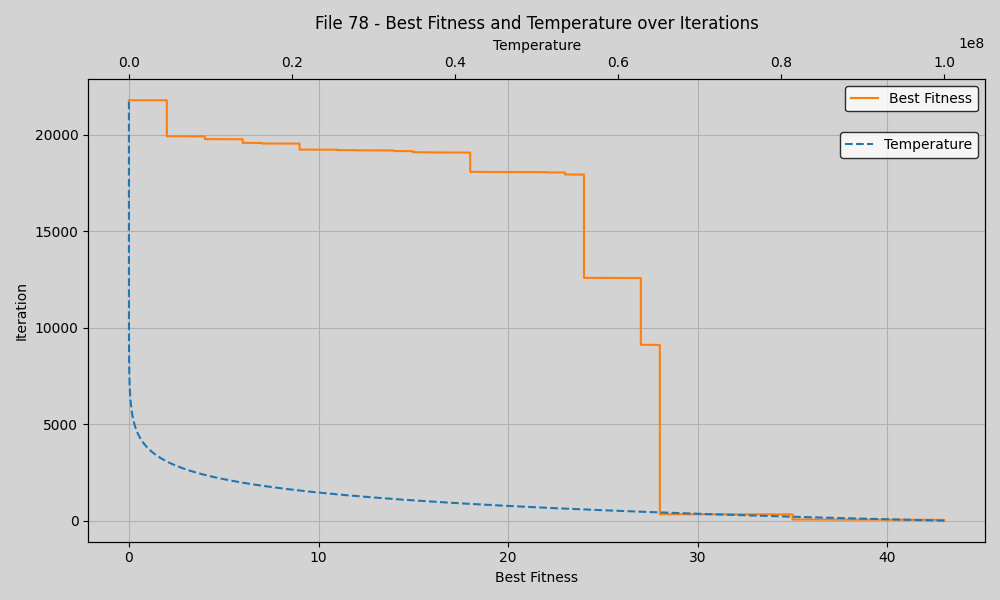 File 78 - Best Fitness and Temperature over Iterations
Temperature
1e8
0.0 0.2 0.4 0.6 0.8 1.0
Best Fitness
Temperature
20000
15000
10000
5000
0
Iteration
0 10 20 30 40
Best Fitness